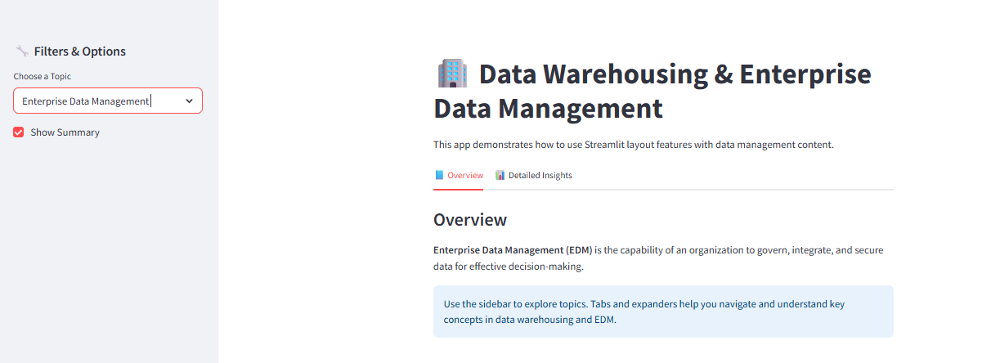 Filters & Options
Choose a Topic
Enterprise Data Management
Show Summary
Data Warehousing & Enterprise
Data Management
This app demonstrates how to use Streamlit layout features with data management content.
Overview
Detailed Insights
Overview
Enterprise Data Management (EDM) is the capability of an organization to govern, integrate, and secure
data for effective decision-making.
Use the sidebar to explore topics. Tabs and expanders help you navigate and understand key
concepts in data warehousing and EDM.